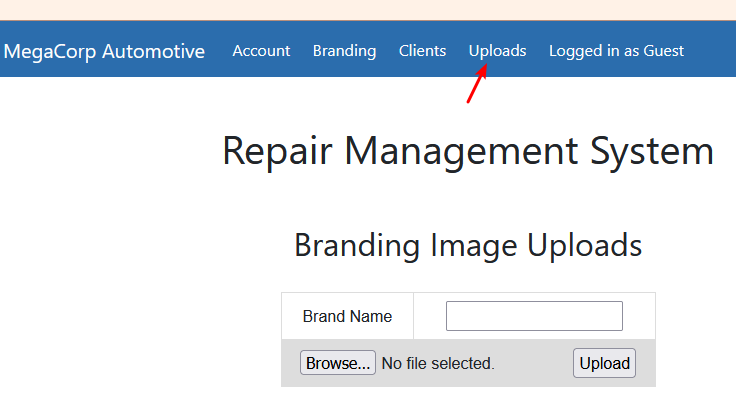 MegaCorp Automotive Account Branding Clients Uploads Logged in as Guest
Repair Management System
Branding Image Uploads
Brand Name
Browse... No file selected. Upload